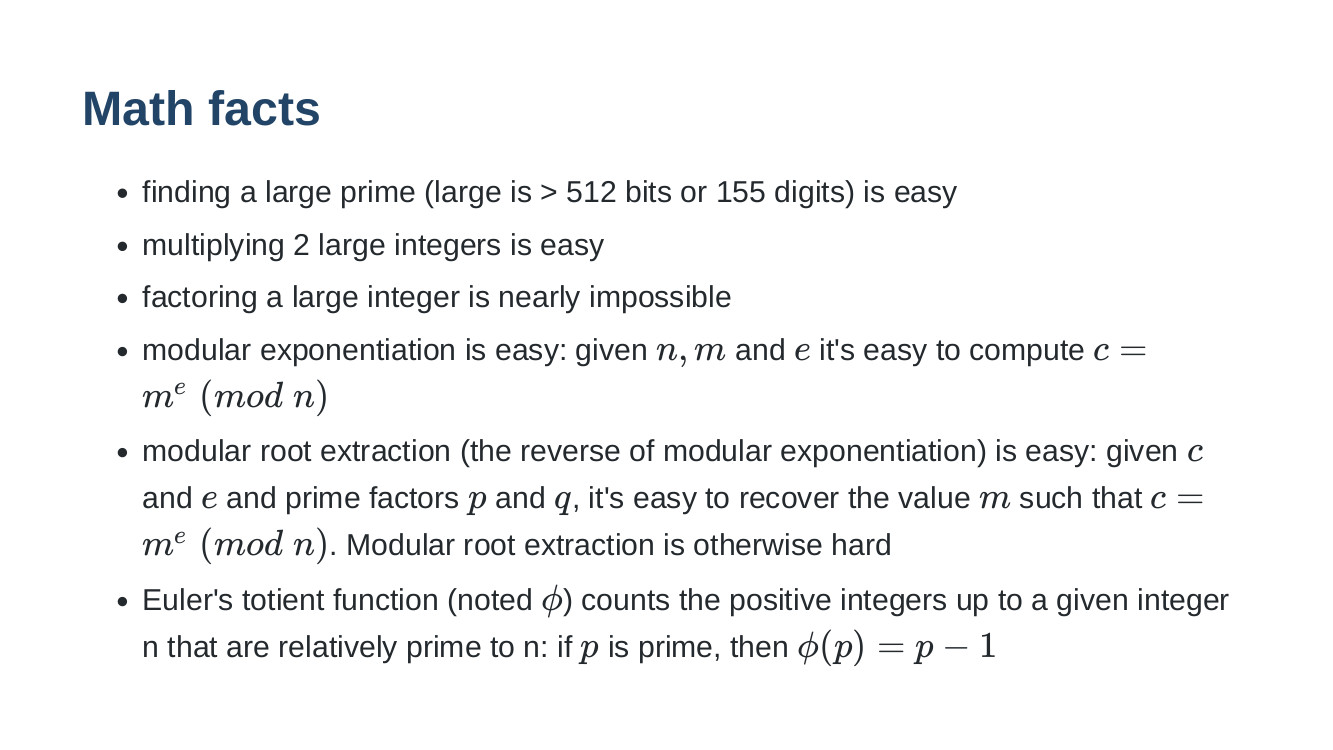 Math facts
• finding a large prime (large is > 512 bits or 155 digits) is easy
• multiplying 2 large integers is easy
• factoring a large integer is nearly impossible
• modular exponentiation is easy: given n, m and e it's easy to compute c =
mᵉ (mod n)
• modular root extraction (the reverse of modular exponentiation) is easy: given c
and e and prime factors p and q, it's easy to recover the value m such that c =
mᵉ (mod n). Modular root extraction is otherwise hard
• Euler's totient function (noted ϕ) counts the positive integers up to a given integer
n that are relatively prime to n: if p is prime, then ϕ(p) = p − 1